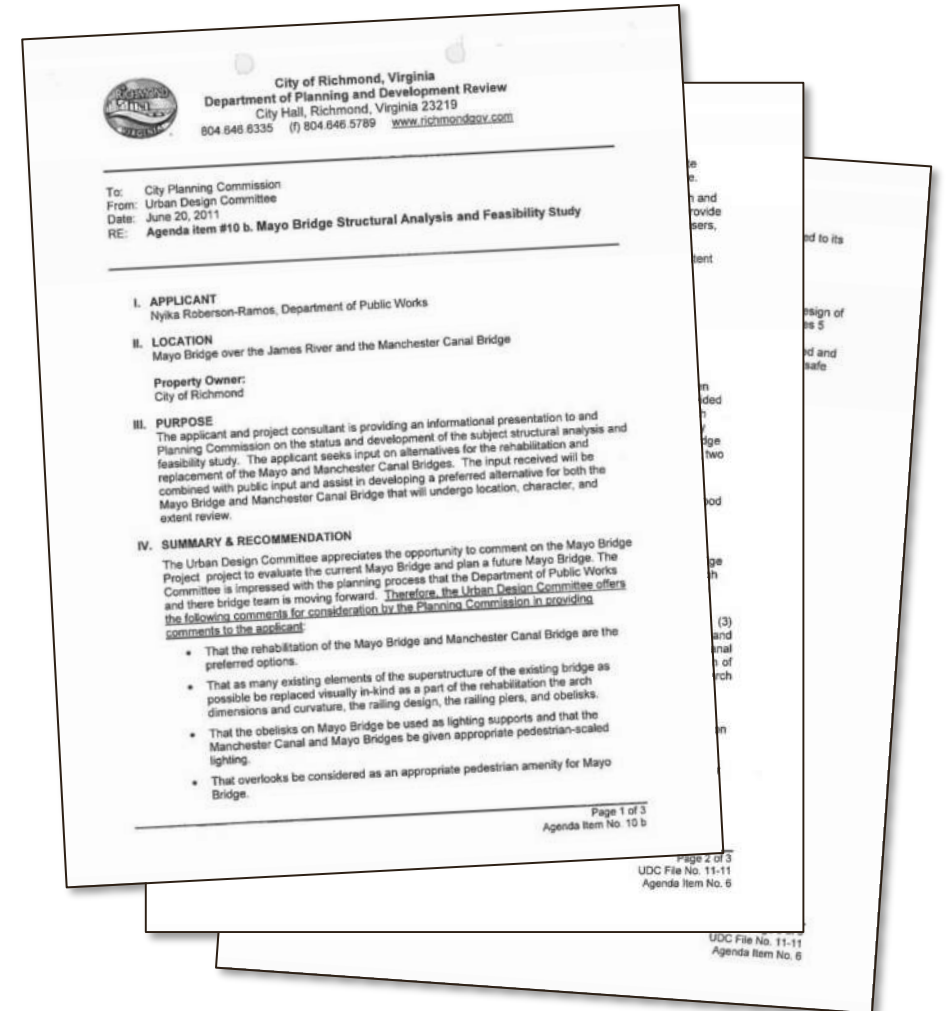 City of Richmond, Virginia
Department of Planning and Development Review
City Hall, Richmond, Virginia 23219
804.646.6335 (f) 804.646.5789 www.richmondgov.com
RICHMOND
VIRGINIA
To: City Planning Commission
From: Urban Design Committee
Date: June 20, 2011
RE: Agenda item #10 b. Mayo Bridge Structural Analysis and Feasibility Study
I. APPLICANT
Nyika Roberson-Ramos, Department of Public Works
II. LOCATION
Mayo Bridge over the James River and the Manchester Canal Bridge
Property Owner:
City of Richmond
III. PURPOSE
The applicant and project consultant is providing an informational presentation to and
Planning Commission on the status and development of the subject structural analysis and
feasibility study. The applicant seeks input on alternatives for the rehabilitation and
replacement of the Mayo and Manchester Canal Bridges. The input received will be
combined with public input and assist in developing a preferred alternative for both the
Mayo Bridge and Manchester Canal Bridge that will undergo location, character, and
extent review.
IV. SUMMARY & RECOMMENDATION
The Urban Design Committee appreciates the opportunity to comment on the Mayo Bridge
Project project to evaluate the current Mayo Bridge and plan a future Mayo Bridge. The
Committee is impressed with the planning process that the Department of Public Works
and there bridge team is moving forward. Therefore, the Urban Design Committee offers
the following comments for consideration by the Planning Commission in providing
comments to the applicant:
• That the rehabilitation of the Mayo Bridge and Manchester Canal Bridge are the
preferred options.
• That as many existing elements of the superstructure of the existing bridge as
possible be replaced visually in-kind as a part of the rehabilitation the arch
dimensions and curvature, the railing design, the railing piers, and obelisks.
• That the obelisks on Mayo Bridge be used as lighting supports and that the
Manchester Canal and Mayo Bridges be given appropriate pedestrian-scaled
lighting.
• That overlooks be considered as an appropriate pedestrian amenity for Mayo
Bridge.
Page 1 of 3
Agenda Item No. 10 b
and
two
(3)
and
of
Page 2 of 3
UDC File No. 11-11
Agenda Item No. 6
to its
of
5
and
safe
UDC File No. 11-11
Agenda Item No. 6